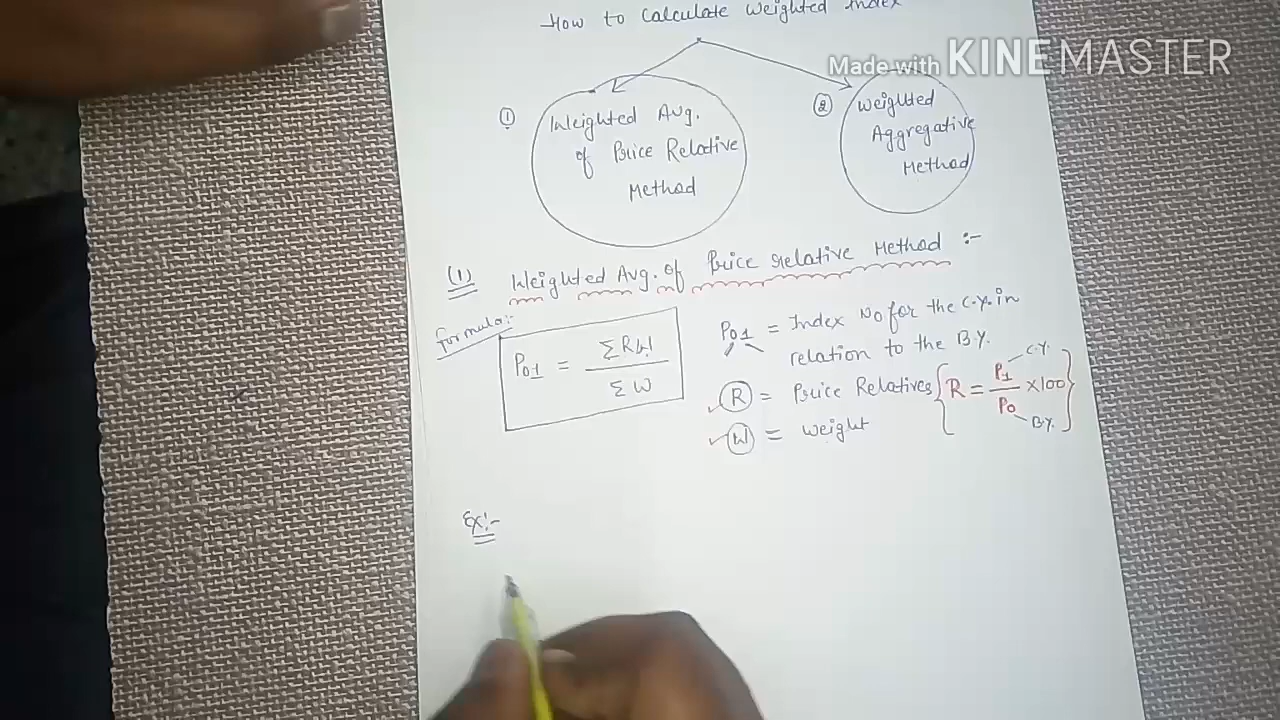 How to Calculate Weighted Index
Made with KINEMASTER
① Weighted Avg.
of Price Relative
Method
② Weighted
Aggregative
Method
(1) Weighted Avg. of Price relative Method :-
Formula:-
P01 = ΣRW / ΣW
P01 = Index No for the C.Y. in
relation to the B.Y.
R = Price Relatives { R = P1 / P0 × 100 }
C.Y.
B.Y.
W = Weight
Ex:-